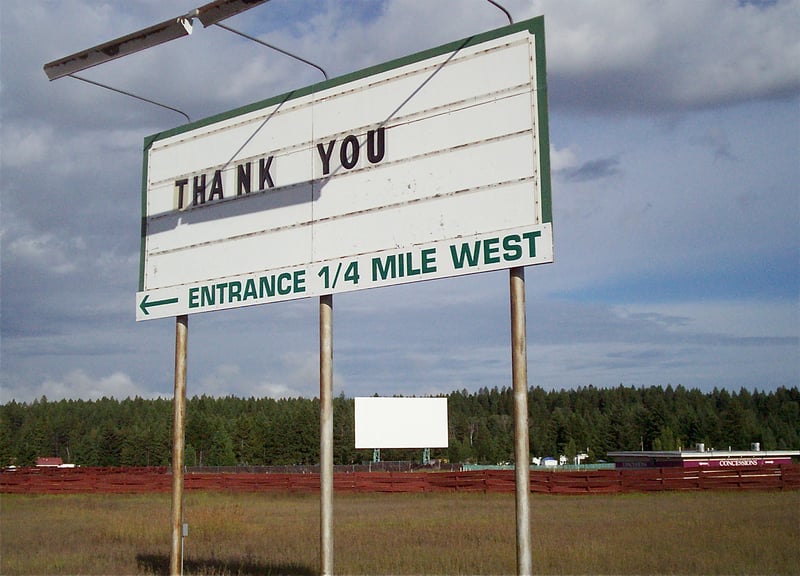 THANK YOU
← ENTRANCE 1/4 MILE WEST
CONCESSIONS